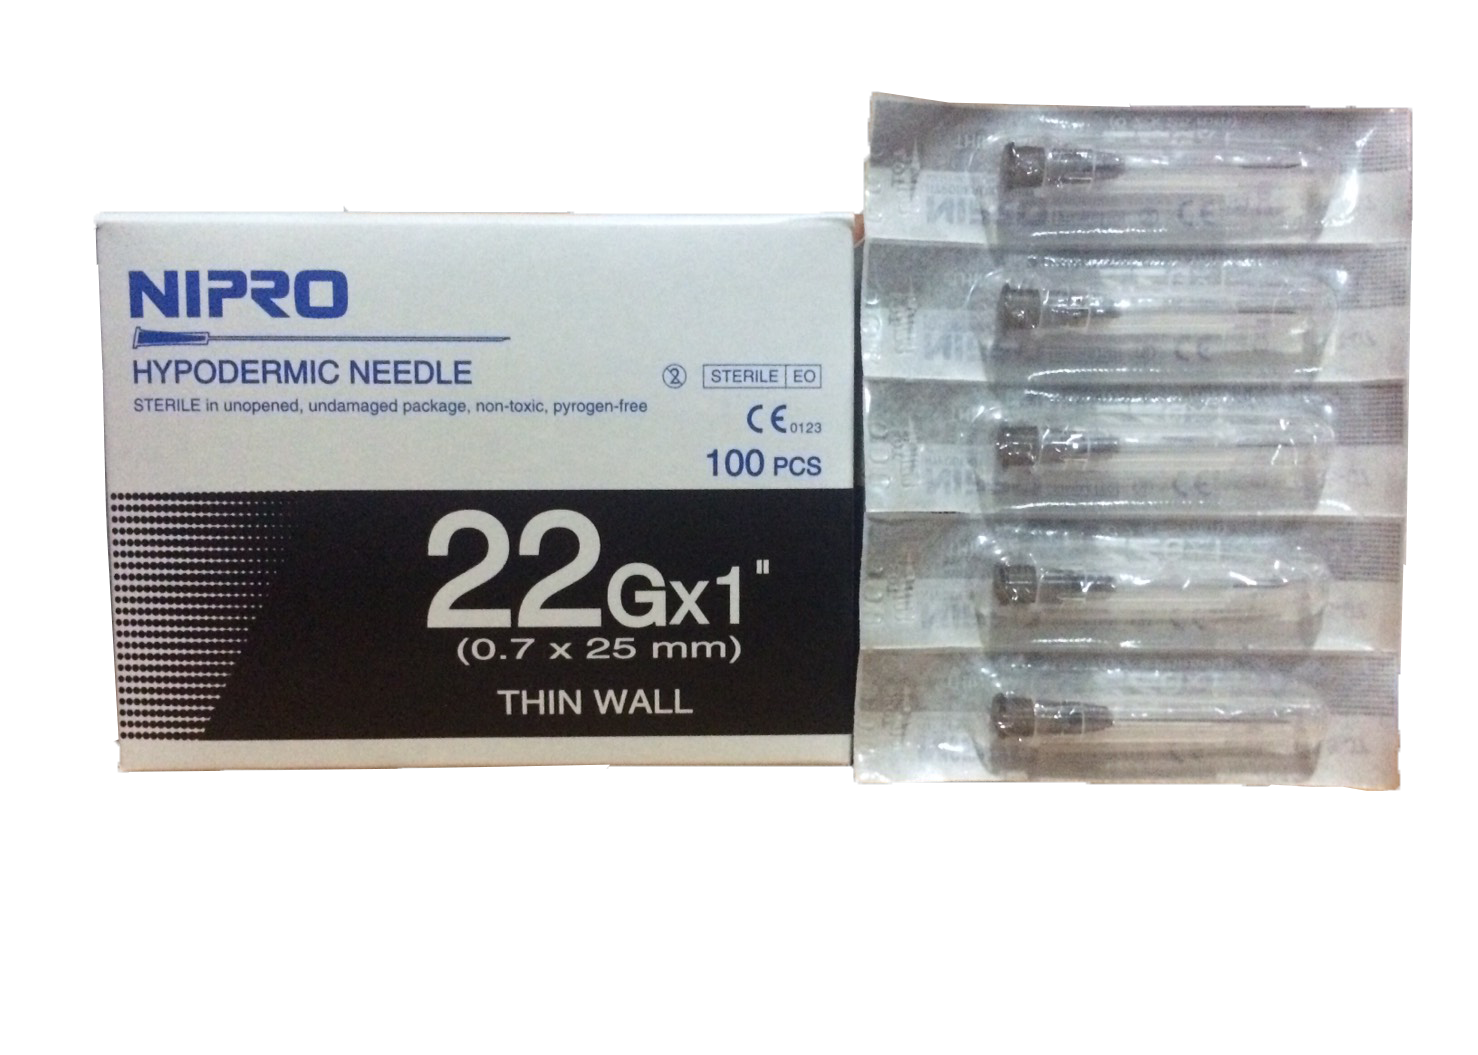 NIPRO
HYPODERMIC NEEDLE
STERILE in unopened, undamaged package, non-toxic, pyrogen-free
STERILE EO
CE 0123
100 PCS
22Gx1"
(0.7 x 25 mm)
THIN WALL